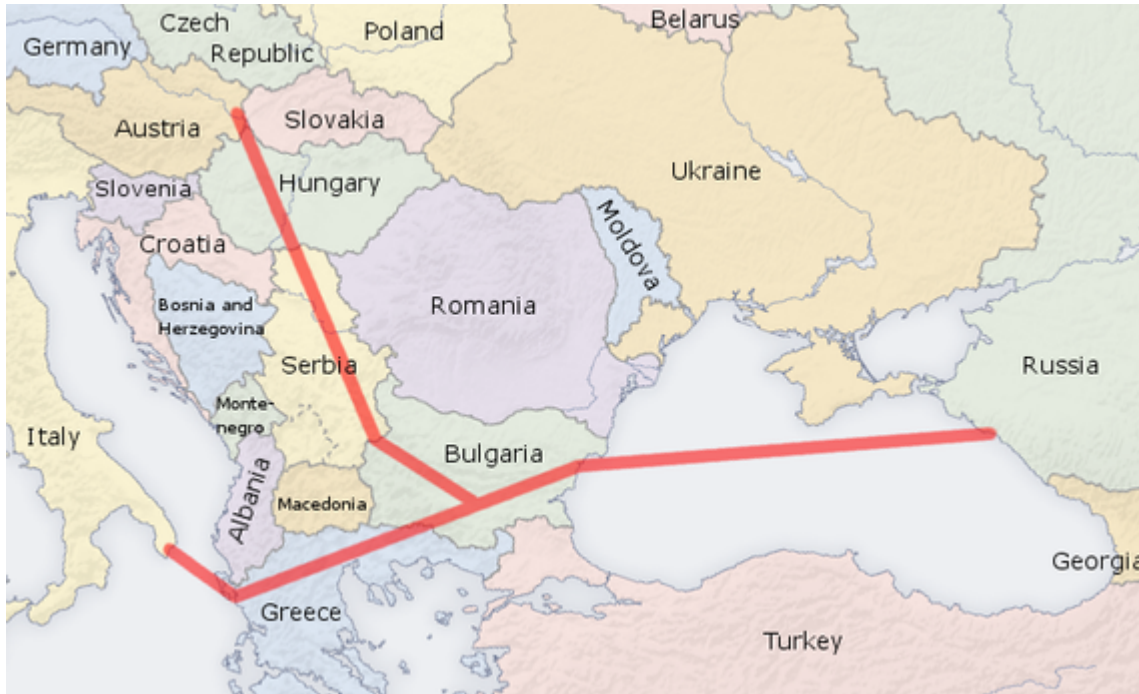 Belarus
Czech
Republic
Poland
Germany
Slovakia
Austria
Ukraine
Hungary
Slovenia
Moldova
Croatia
Bosnia and
Herzegovina
Romania
Serbia
Russia
Monte-
negro
Italy
Bulgaria
Albania
Macedonia
Georgia
Greece
Turkey